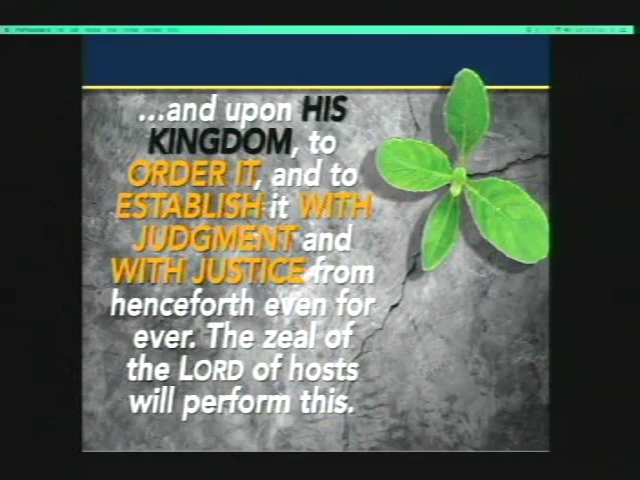 ...and upon HIS
KINGDOM, to
ORDER IT, and to
ESTABLISH it WITH
JUDGMENT and
WITH JUSTICE from
henceforth even for
ever. The zeal of
the LORD of hosts
will perform this.